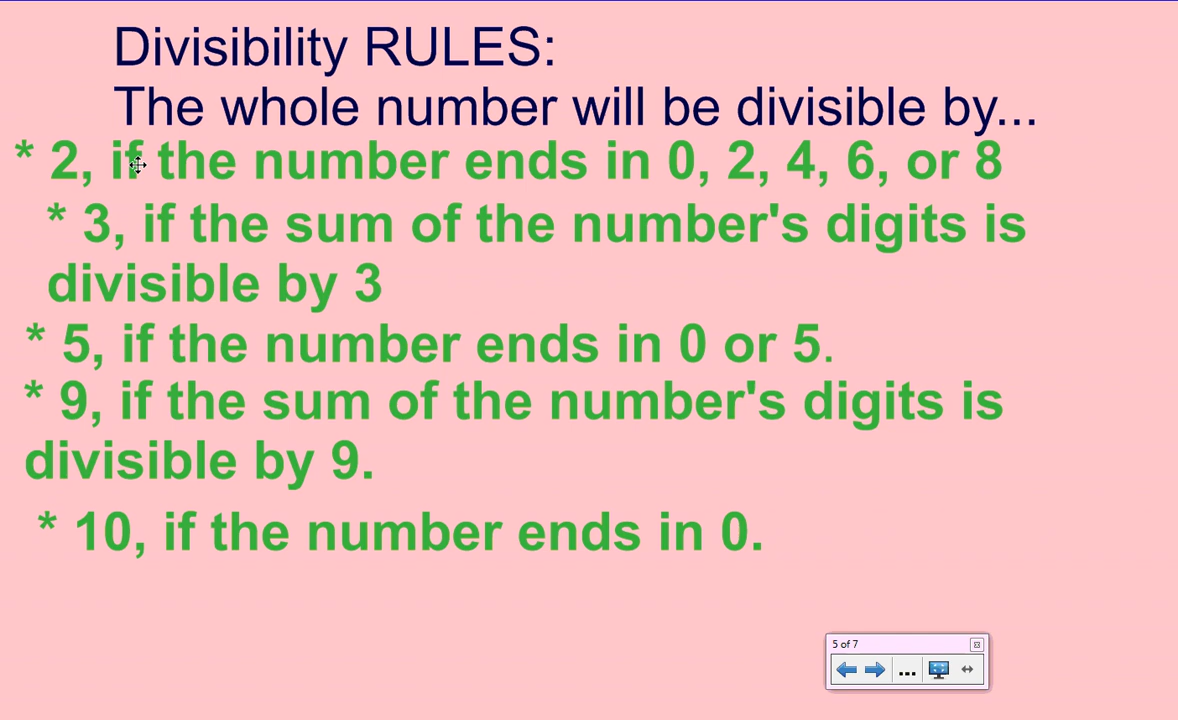 Divisibility RULES:
The whole number will be divisible by...
* 2, if the number ends in 0, 2, 4, 6, or 8
* 3, if the sum of the number's digits is
divisible by 3
* 5, if the number ends in 0 or 5.
* 9, if the sum of the number's digits is
divisible by 9.
* 10, if the number ends in 0.
5 of 7
...